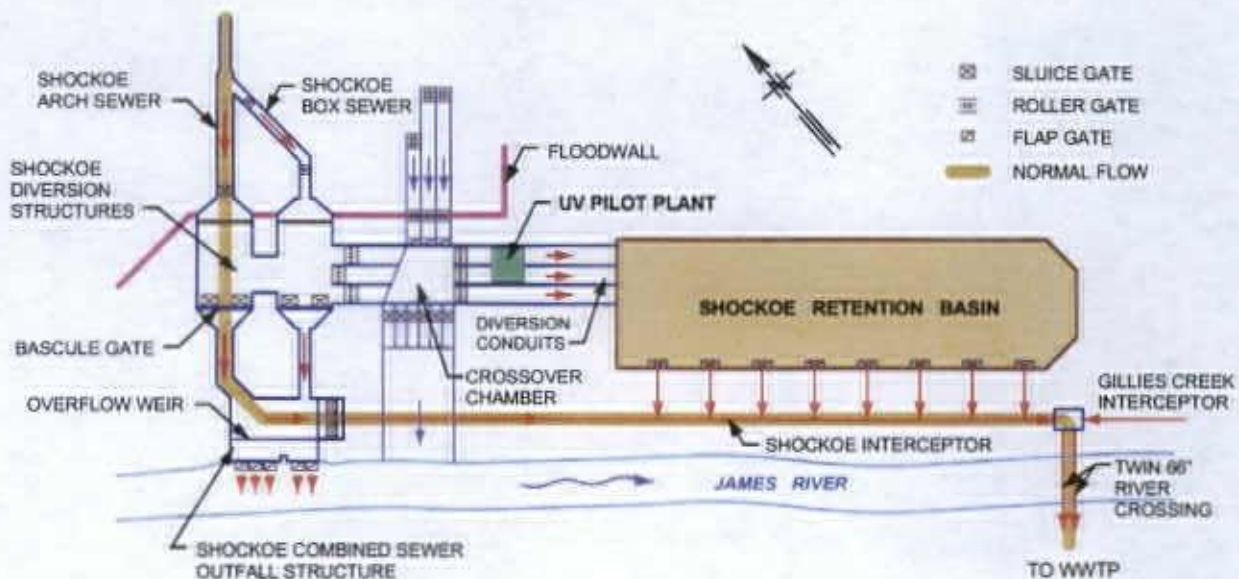 SHOCKOE
ARCH SEWER
SHOCKOE
BOX SEWER
SHOCKOE
DIVERSION
STRUCTURES
FLOODWALL
UV PILOT PLANT
SLUICE GATE
ROLLER GATE
FLAP GATE
NORMAL FLOW
SHOCKOE RETENTION BASIN
BASCULE GATE
DIVERSION
CONDUITS
CROSSOVER
CHAMBER
OVERFLOW WEIR
SHOCKOE INTERCEPTOR
GILLIES CREEK
INTERCEPTOR
JAMES RIVER
TWIN 66"
RIVER
CROSSING
SHOCKOE COMBINED SEWER
OUTFALL STRUCTURE
TO WWTP